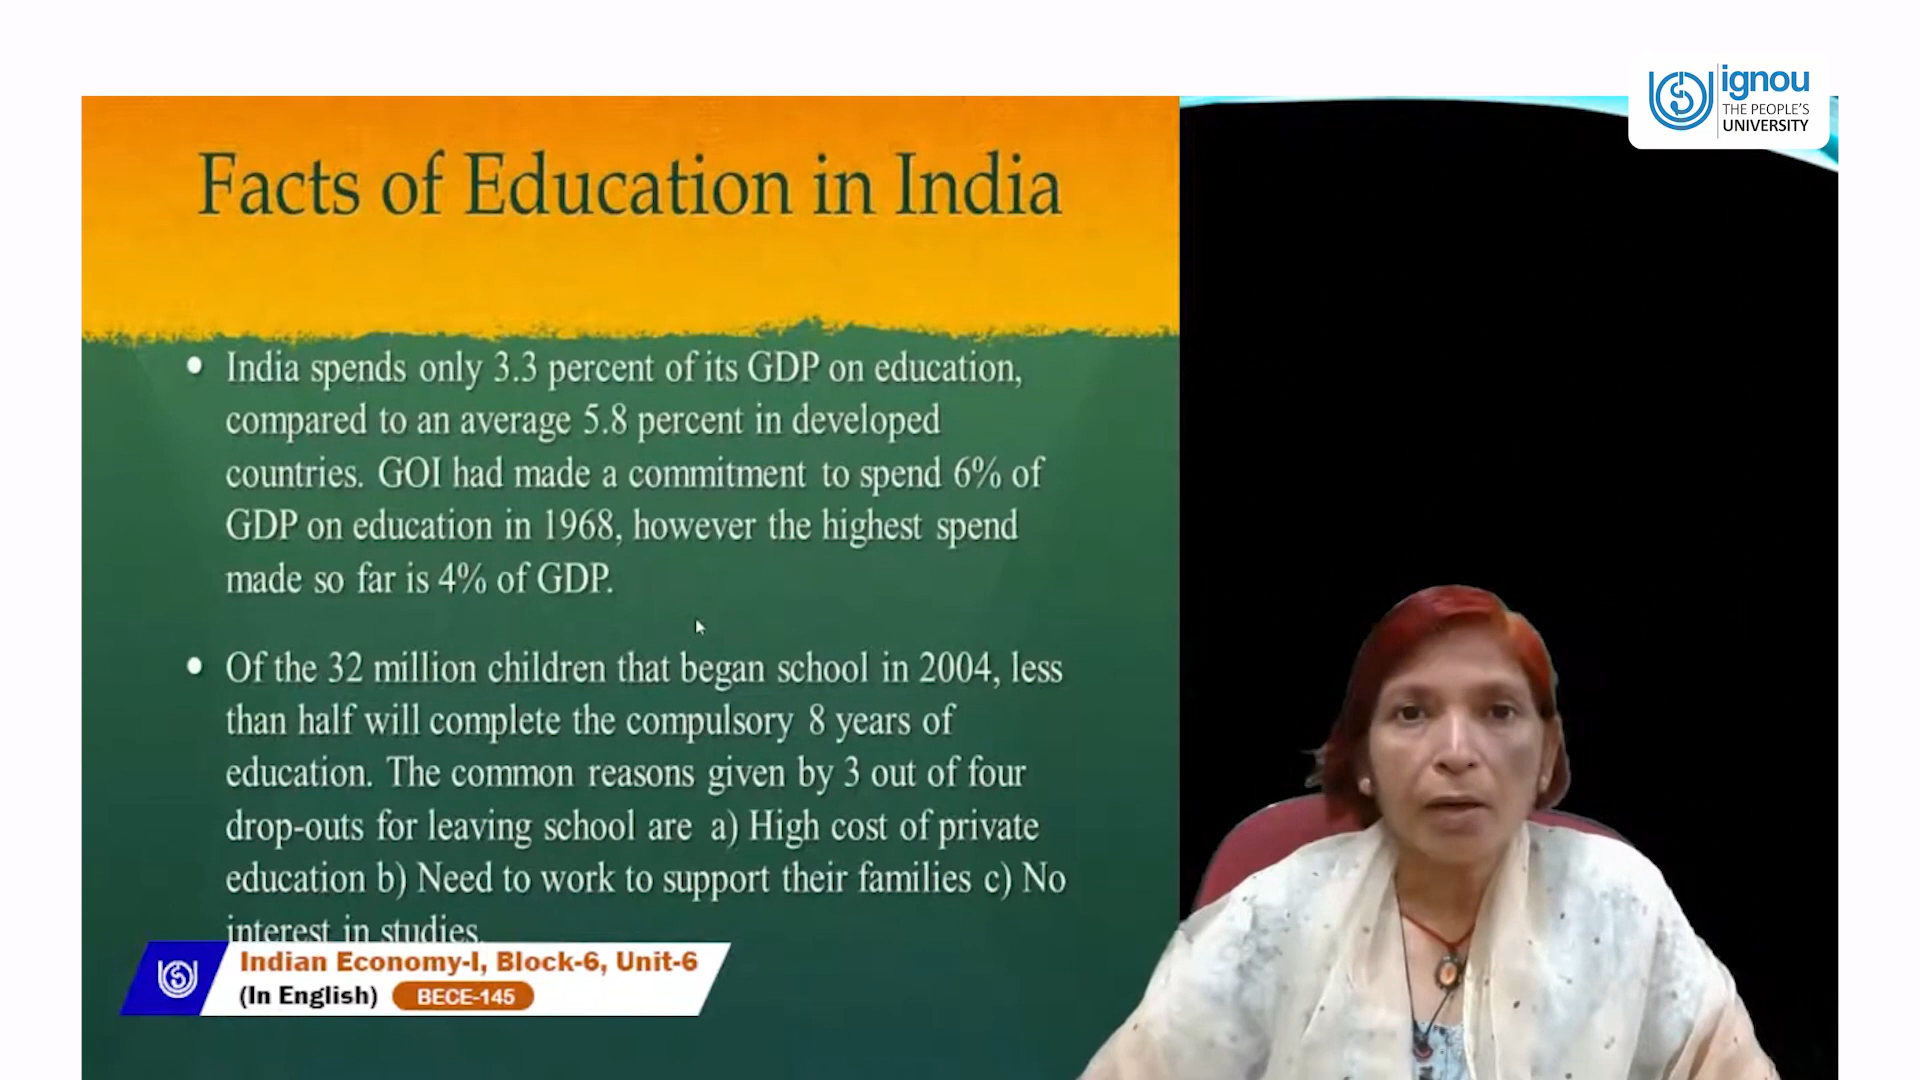 ignou
THE PEOPLE'S
UNIVERSITY
Facts of Education in India
• India spends only 3.3 percent of its GDP on education,
compared to an average 5.8 percent in developed
countries. GOI had made a commitment to spend 6% of
GDP on education in 1968, however the highest spend
made so far is 4% of GDP.
• Of the 32 million children that began school in 2004, less
than half will complete the compulsory 8 years of
education. The common reasons given by 3 out of four
drop-outs for leaving school are a) High cost of private
education b) Need to work to support their families c) No
interest in studies.
Indian Economy-I, Block-6, Unit-6
(In English) BECE-145